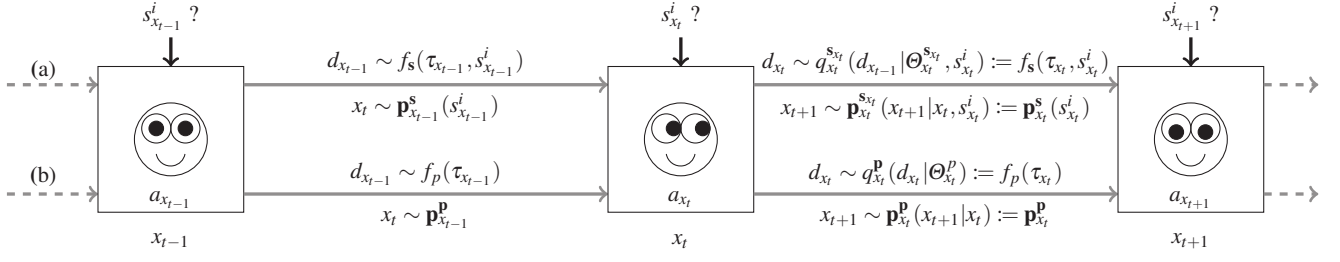 s^i_{x_{t−1}} ? s^i_{x_t} ? s^i_{x_{t+1}} ?
(a) d_{x_{t−1}} ∼ f_𝐬(τ_{x_{t−1}}, s^i_{x_{t−1}}) d_{x_t} ∼ q^{𝐬_{x_t}}_{x_t}(d_{x_{t−1}}|Θ^{𝐬_{x_t}}_{x_t}, s^i_{x_t}) := f_𝐬(τ_{x_t}, s^i_{x_t})
x_t ∼ 𝐩^𝐬_{x_{t−1}}(s^i_{x_{t−1}}) x_{t+1} ∼ 𝐩^{𝐬_{x_t}}_{x_t}(x_{t+1}|x_t, s^i_{x_t}) := 𝐩^𝐬_{x_t}(s^i_{x_t})
(b) d_{x_{t−1}} ∼ f_p(τ_{x_{t−1}}) d_{x_t} ∼ q^𝐩_{x_t}(d_{x_t}|Θ^p_{x_t}) := f_p(τ_{x_t})
a_{x_{t−1}} a_{x_t} a_{x_{t+1}}
x_t ∼ 𝐩^𝐩_{x_{t−1}} x_{t+1} ∼ 𝐩^𝐩_{x_t}(x_{t+1}|x_t) := 𝐩^𝐩_{x_t}
x_{t−1} x_t x_{t+1}